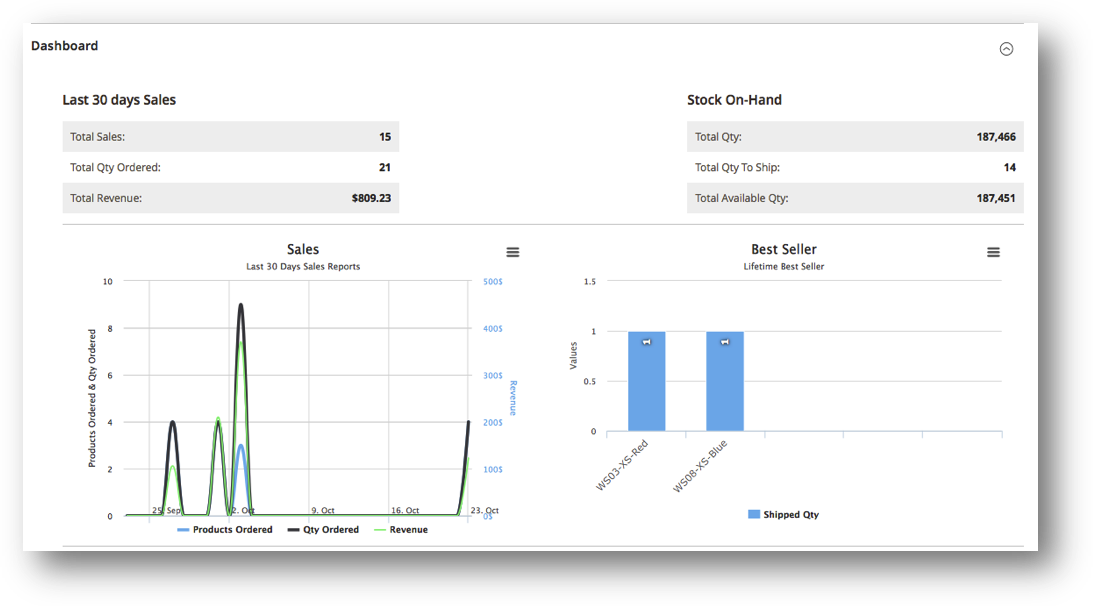 Dashboard
Last 30 days Sales
Total Sales: 15
Total Qty Ordered: 21
Total Revenue: $809.23
Stock On-Hand
Total Qty: 187,466
Total Qty To Ship: 14
Total Available Qty: 187,451
Sales
Last 30 Days Sales Reports
Products Ordered & Qty Ordered
10
8
6
4
2
0
500$
400$
300$
200$
100$
0$
Revenue
25. Sep
2. Oct
9. Oct
16. Oct
23. Oct
Products Ordered Qty Ordered Revenue
Best Seller
Lifetime Best Seller
Values
1.5
1
0.5
0
1
1
WS03-XS-Red
WS08-XS-Blue
Shipped Qty